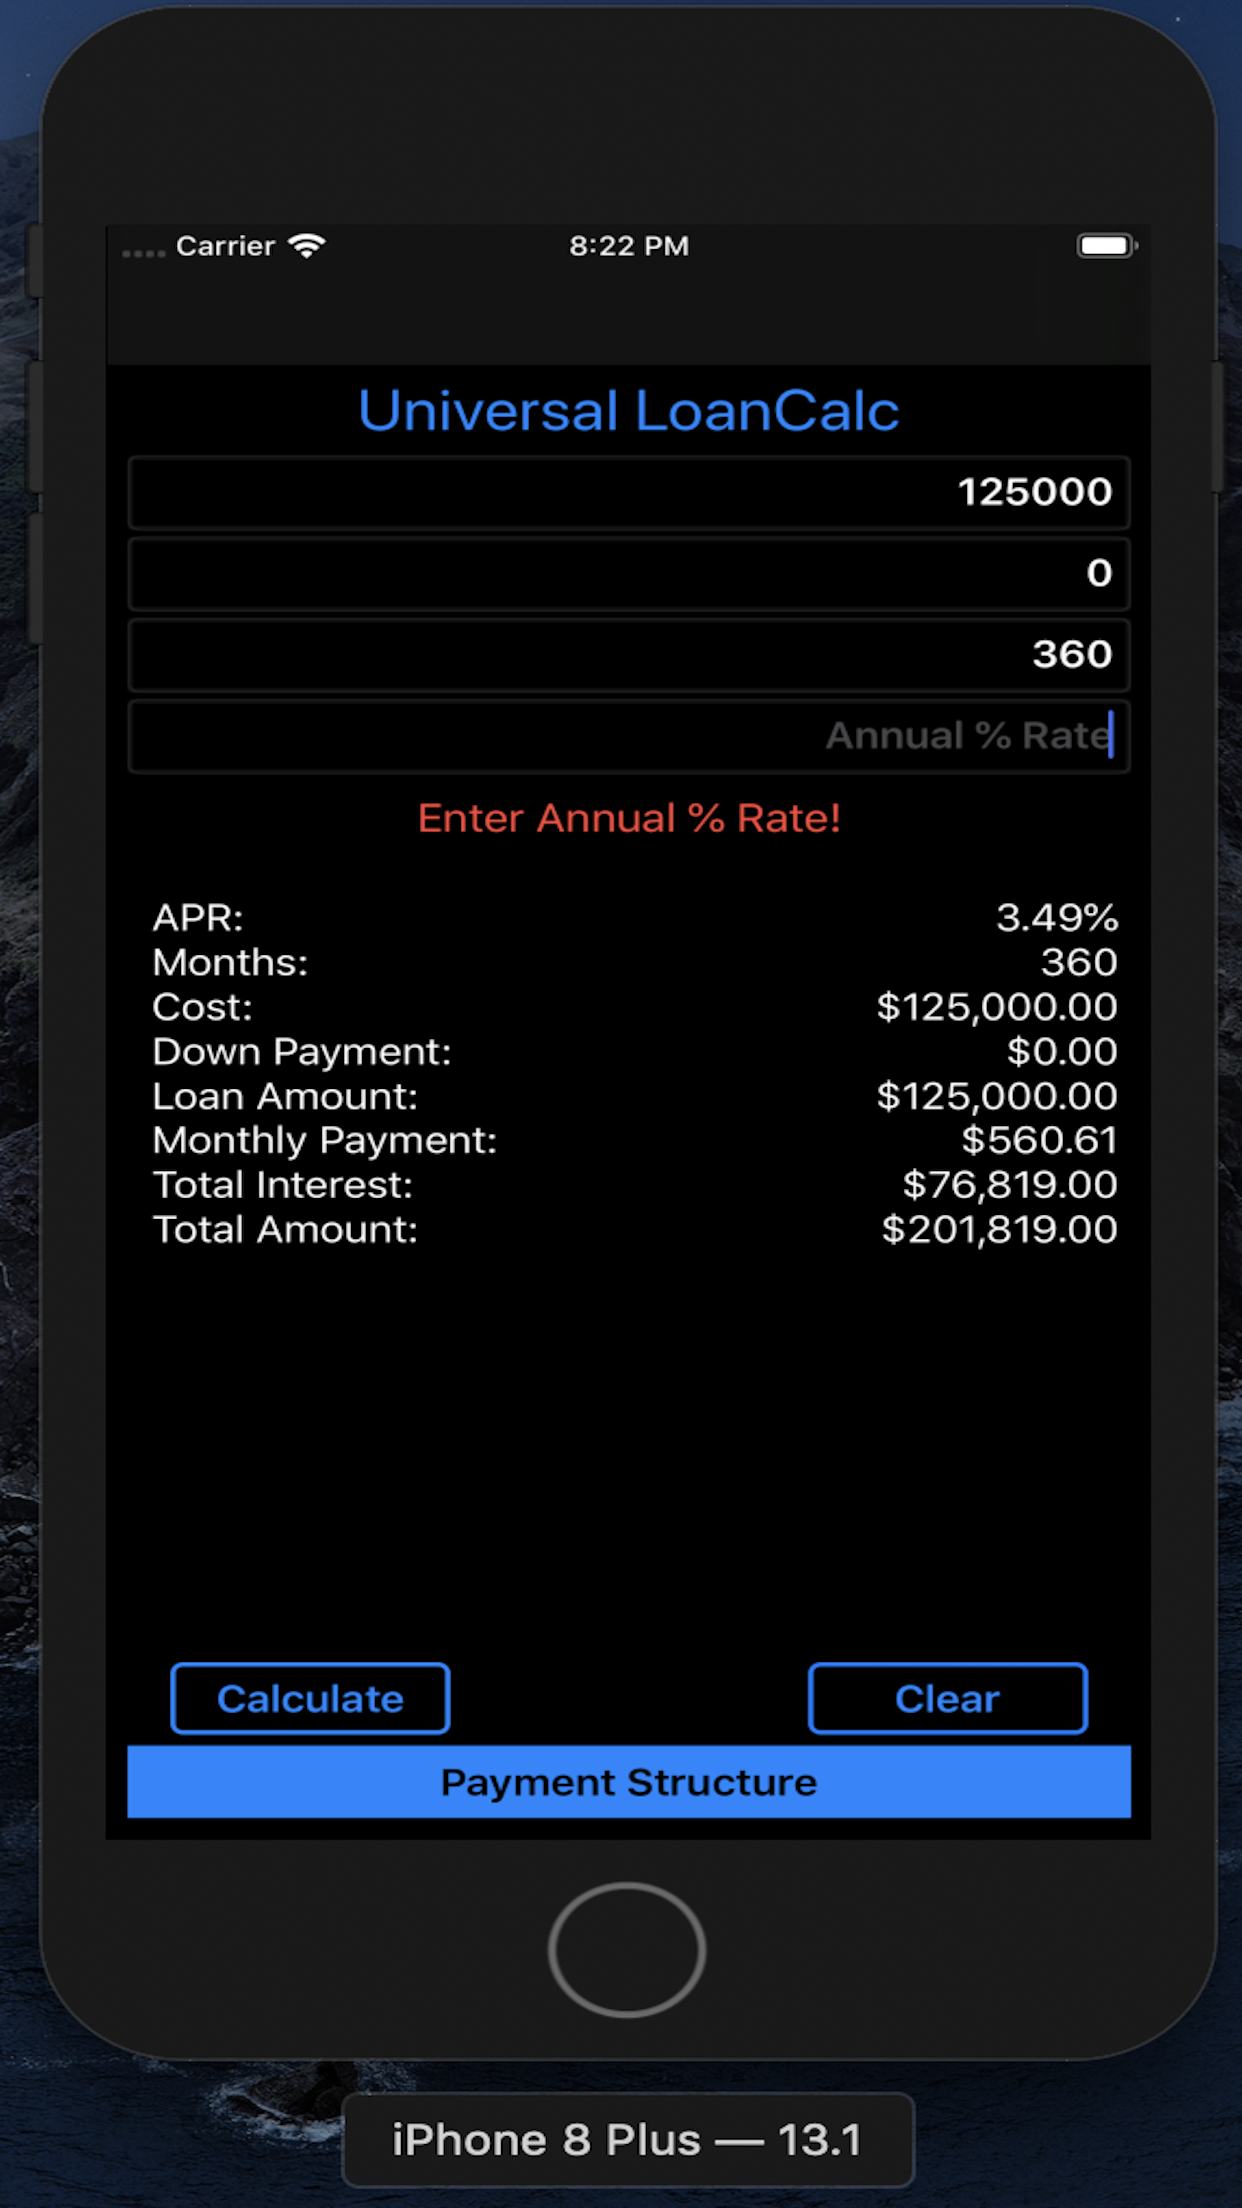 Carrier 8:22 PM
Universal LoanCalc
125000
0
360
Annual % Rate
Enter Annual % Rate!
APR: 3.49%
Months: 360
Cost: $125,000.00
Down Payment: $0.00
Loan Amount: $125,000.00
Monthly Payment: $560.61
Total Interest: $76,819.00
Total Amount: $201,819.00
Calculate Clear
Payment Structure
iPhone 8 Plus — 13.1